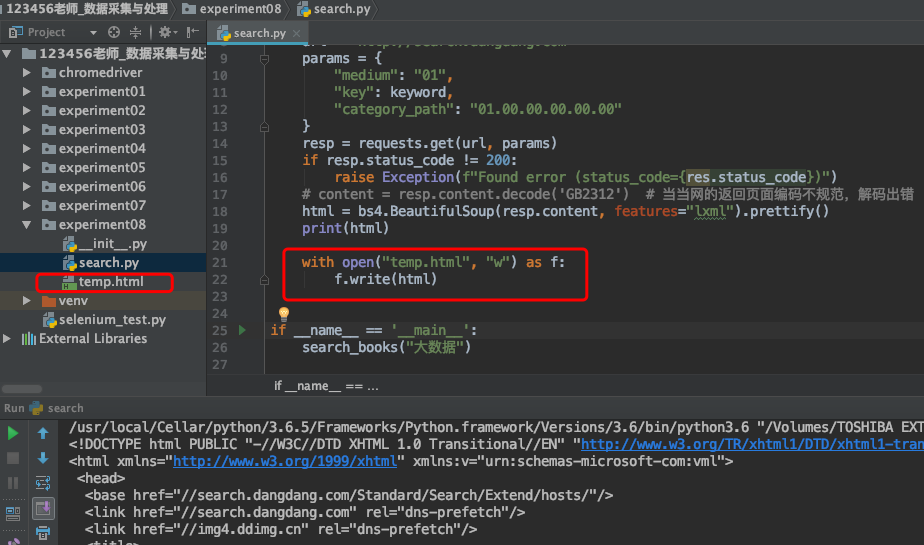 123456老师_数据采集与处理 experiment08 search.py
Project
search.py
123456老师_数据采集与处
chromedriver
experiment01
experiment02
experiment03
experiment04
experiment05
experiment06
experiment07
experiment08
__init__.py
search.py
temp.html
venv
selenium_test.py
External Libraries
9 params = {
10 "medium": "01",
11 "key": keyword,
12 "category_path": "01.00.00.00.00.00"
13 }
14 resp = requests.get(url, params)
15 if resp.status_code != 200:
16 raise Exception(f"Found error (status_code={res.status_code})")
17 # content = resp.content.decode('GB2312') # 当当网的返回页面编码不规范，解码出错
18 html = bs4.BeautifulSoup(resp.content, features="lxml").prettify()
19 print(html)
20
21 with open("temp.html", "w") as f:
22 f.write(html)
23
24
25 if __name__ == '__main__':
26 search_books("大数据")
27
if __name__ == ...
Run search
/usr/local/Cellar/python/3.6.5/Frameworks/Python.framework/Versions/3.6/bin/python3.6 "/Volumes/TOSHIBA EXT
<!DOCTYPE html PUBLIC "-//W3C//DTD XHTML 1.0 Transitional//EN" "http://www.w3.org/TR/xhtml1/DTD/xhtml1-tran
<html xmlns="http://www.w3.org/1999/xhtml" xmlns:v="urn:schemas-microsoft-com:vml">
<head>
<base href="//search.dangdang.com/Standard/Search/Extend/hosts/"/>
<link href="//search.dangdang.com" rel="dns-prefetch"/>
<link href="//img4.ddimg.cn" rel="dns-prefetch"/>
<title>